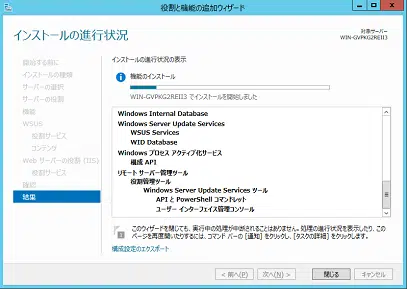 役割と機能の追加ウィザード
インストールの進行状況
対象サーバー
WIN-GVPKG2REII3
開始する前に
インストールの種類
サーバーの選択
サーバーの役割
機能
WSUS
役割サービス
コンテンツ
Web サーバーの役割 (IIS)
役割サービス
確認
結果
インストールの進行状況の表示
機能のインストール
WIN-GVPKG2REII3 でインストールを開始しました
Windows Internal Database
Windows Server Update Services
WSUS Services
WID Database
Windows プロセス アクティブ化サービス
構成 API
リモート サーバー管理ツール
役割管理ツール
Windows Server Update Services ツール
API と PowerShell コマンドレット
ユーザー インターフェイス管理コンソール
このウィザードを閉じても、実行中の処理が中断されることはありません。処理の進行状況を表示したり、この
ページを再度開いたりするには、コマンド バーの [通知] をクリックし、[タスクの詳細] をクリックします。
構成設定のエクスポート
< 前へ(P)
次へ(N) >
閉じる
キャンセル